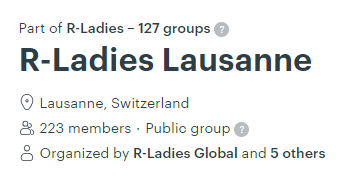 Part of R-Ladies – 127 groups ?
R-Ladies Lausanne
Lausanne, Switzerland
223 members · Public group ?
Organized by R-Ladies Global and 5 others